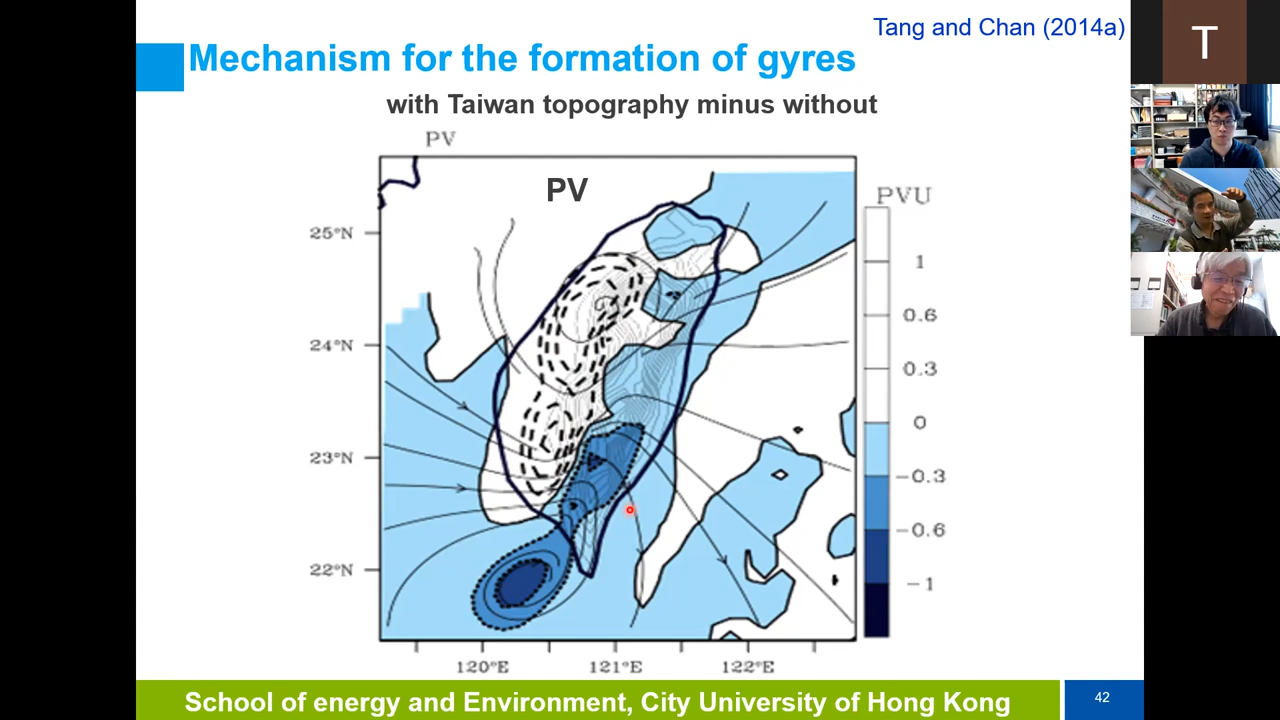 Tang and Chan (2014a)
Mechanism for the formation of gyres
with Taiwan topography minus without
PV
PV
PVU
25°N
24°N
23°N
22°N
120°E
121°E
122°E
1
0.6
0.3
0
−0.3
−0.6
−1
School of energy and Environment, City University of Hong Kong
42
T